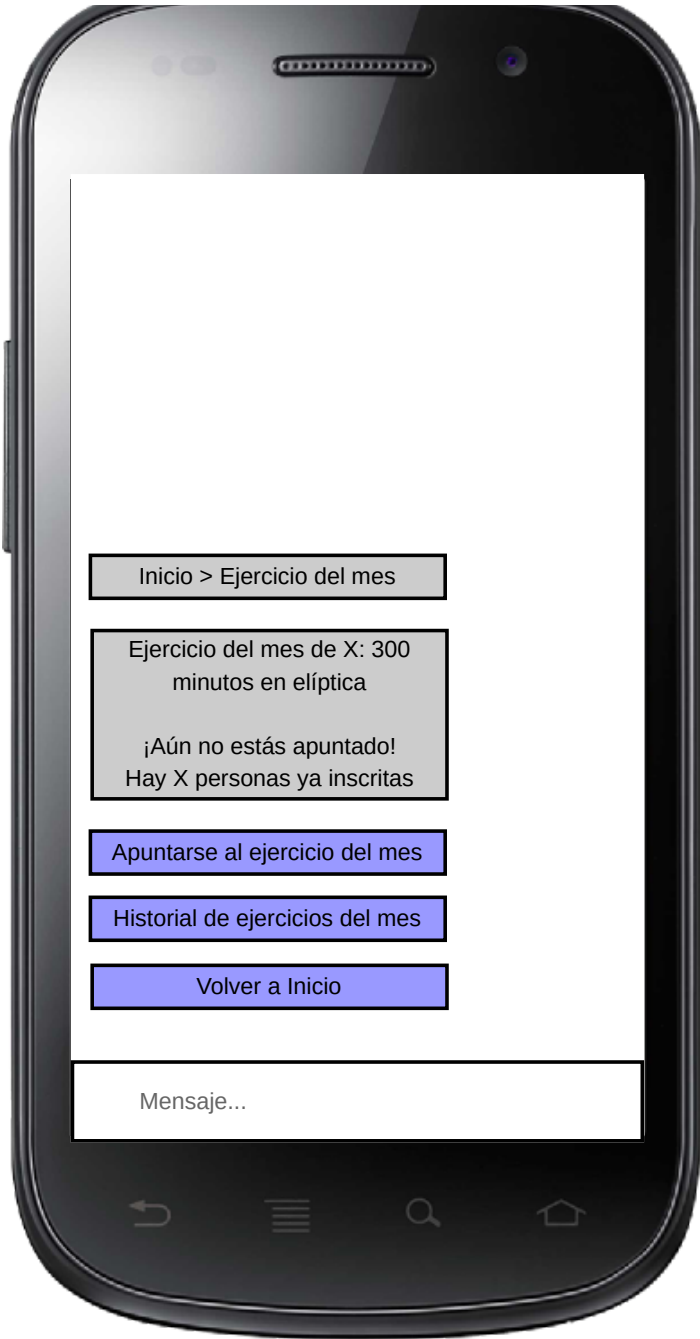 Inicio > Ejercicio del mes
Ejercicio del mes de X: 300
minutos en elíptica
¡Aún no estás apuntado!
Hay X personas ya inscritas
Apuntarse al ejercicio del mes
Historial de ejercicios del mes
Volver a Inicio
Mensaje...